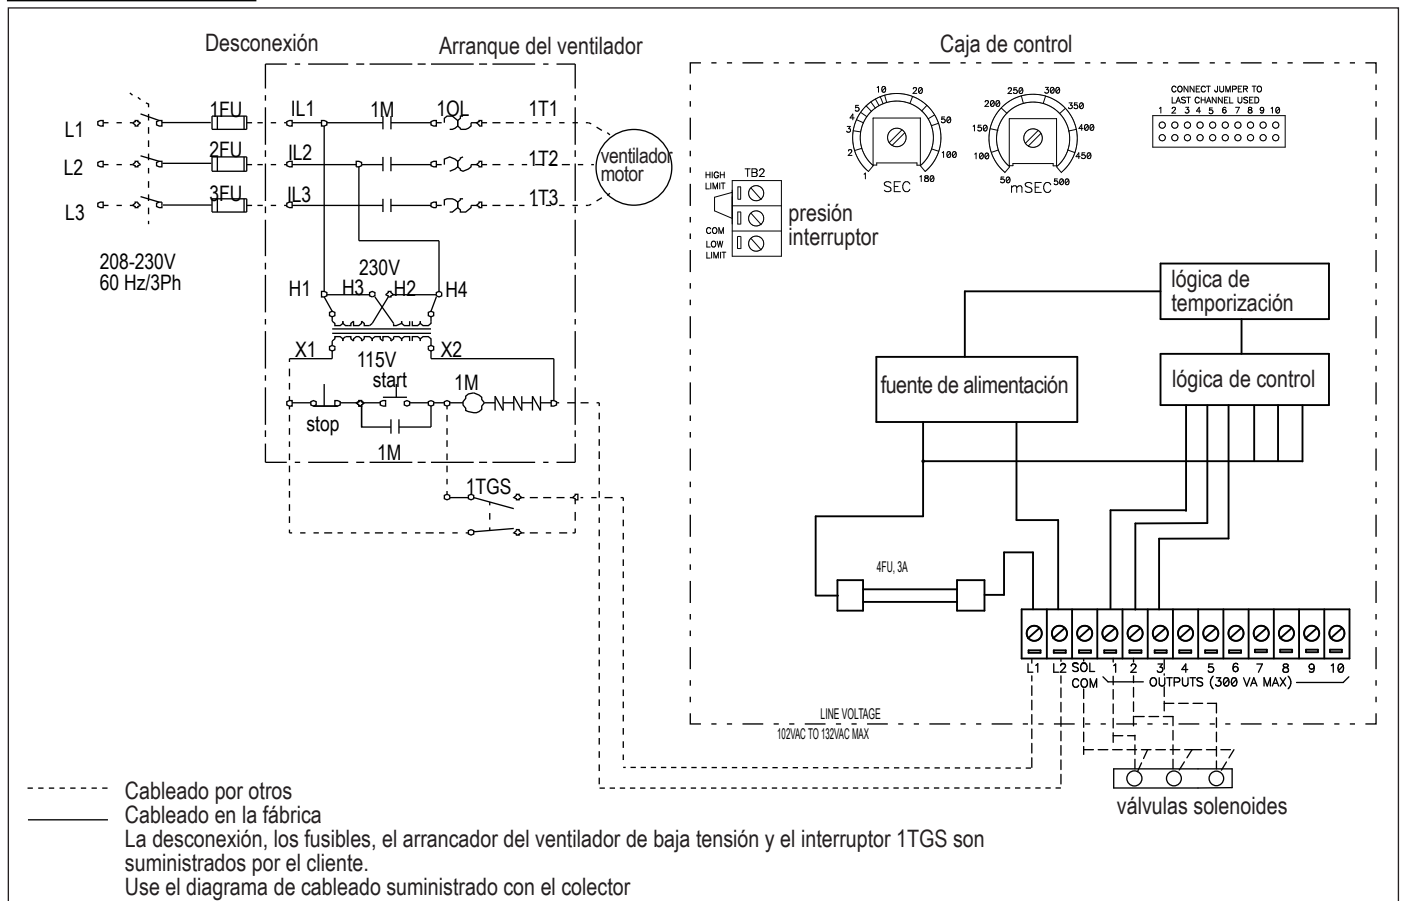 Desconexión
Arranque del ventilador
Caja de control
L1
1FU
IL1
1M
1OL
1T1
L2
2FU
IL2
1T2
ventilador
motor
L3
3FU
IL3
1T3
208-230V
60 Hz/3Ph
230V
H1
H3
H2
H4
X1
115V
X2
start
1M
stop
1M
1TGS
1
2
3
4
5
10
20
50
100
180
SEC
50
100
150
200
250
300
350
400
450
500
mSEC
CONNECT JUMPER TO
LAST CHANNEL USED
1 2 3 4 5 6 7 8 9 10
HIGH
LIMIT
TB2
COM
LOW
LIMIT
presión
interruptor
lógica de
temporización
fuente de alimentación
lógica de control
4FU, 3A
L1 L2 SOL 1 2 3 4 5 6 7 8 9 10
COM OUTPUTS (300 VA MAX)
LINE VOLTAGE
102VAC TO 132VAC MAX
válvulas solenoides
Cableado por otros
Cableado en la fábrica
La desconexión, los fusibles, el arrancador del ventilador de baja tensión y el interruptor 1TGS son
suministrados por el cliente.
Use el diagrama de cableado suministrado con el colector